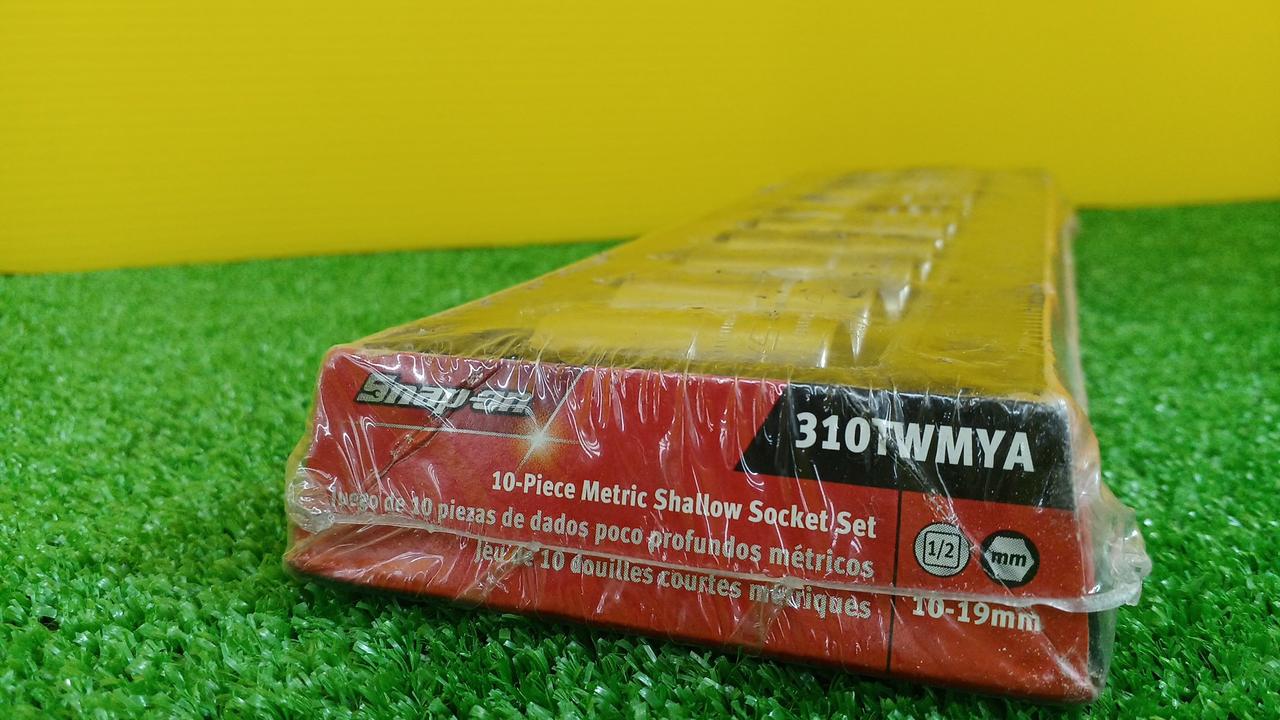 Snap-on
310TWMYA
10-Piece Metric Shallow Socket Set
Juego de 10 piezas de dados poco profundos métricos
Jeu de 10 douilles courtes métriques
1/2
mm
10-19mm